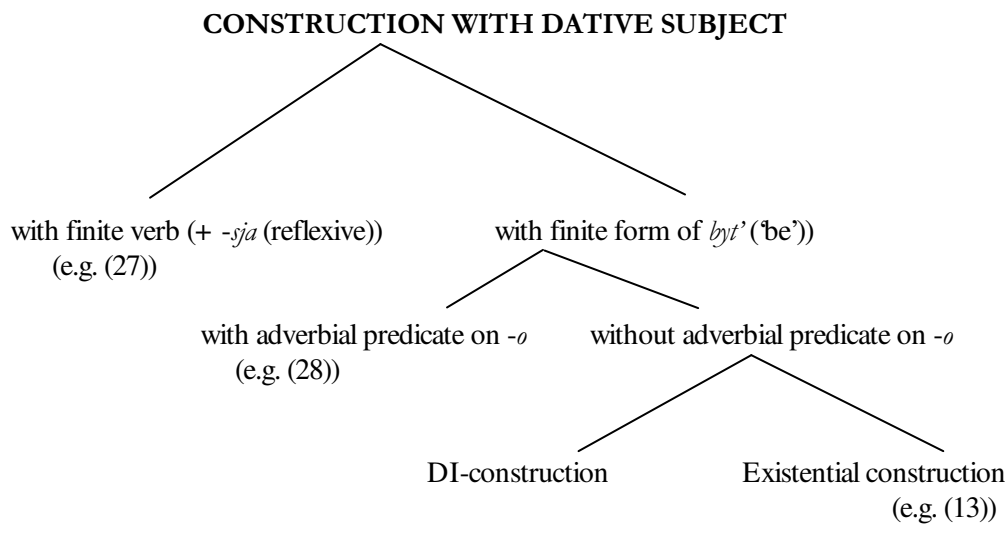 CONSTRUCTION WITH DATIVE SUBJECT
with finite verb (+ -sja (reflexive)) with finite form of byt’ (‘be’))
(e.g. (27))
with adverbial predicate on -o without adverbial predicate on -o
(e.g. (28))
DI-construction Existential construction
(e.g. (13))